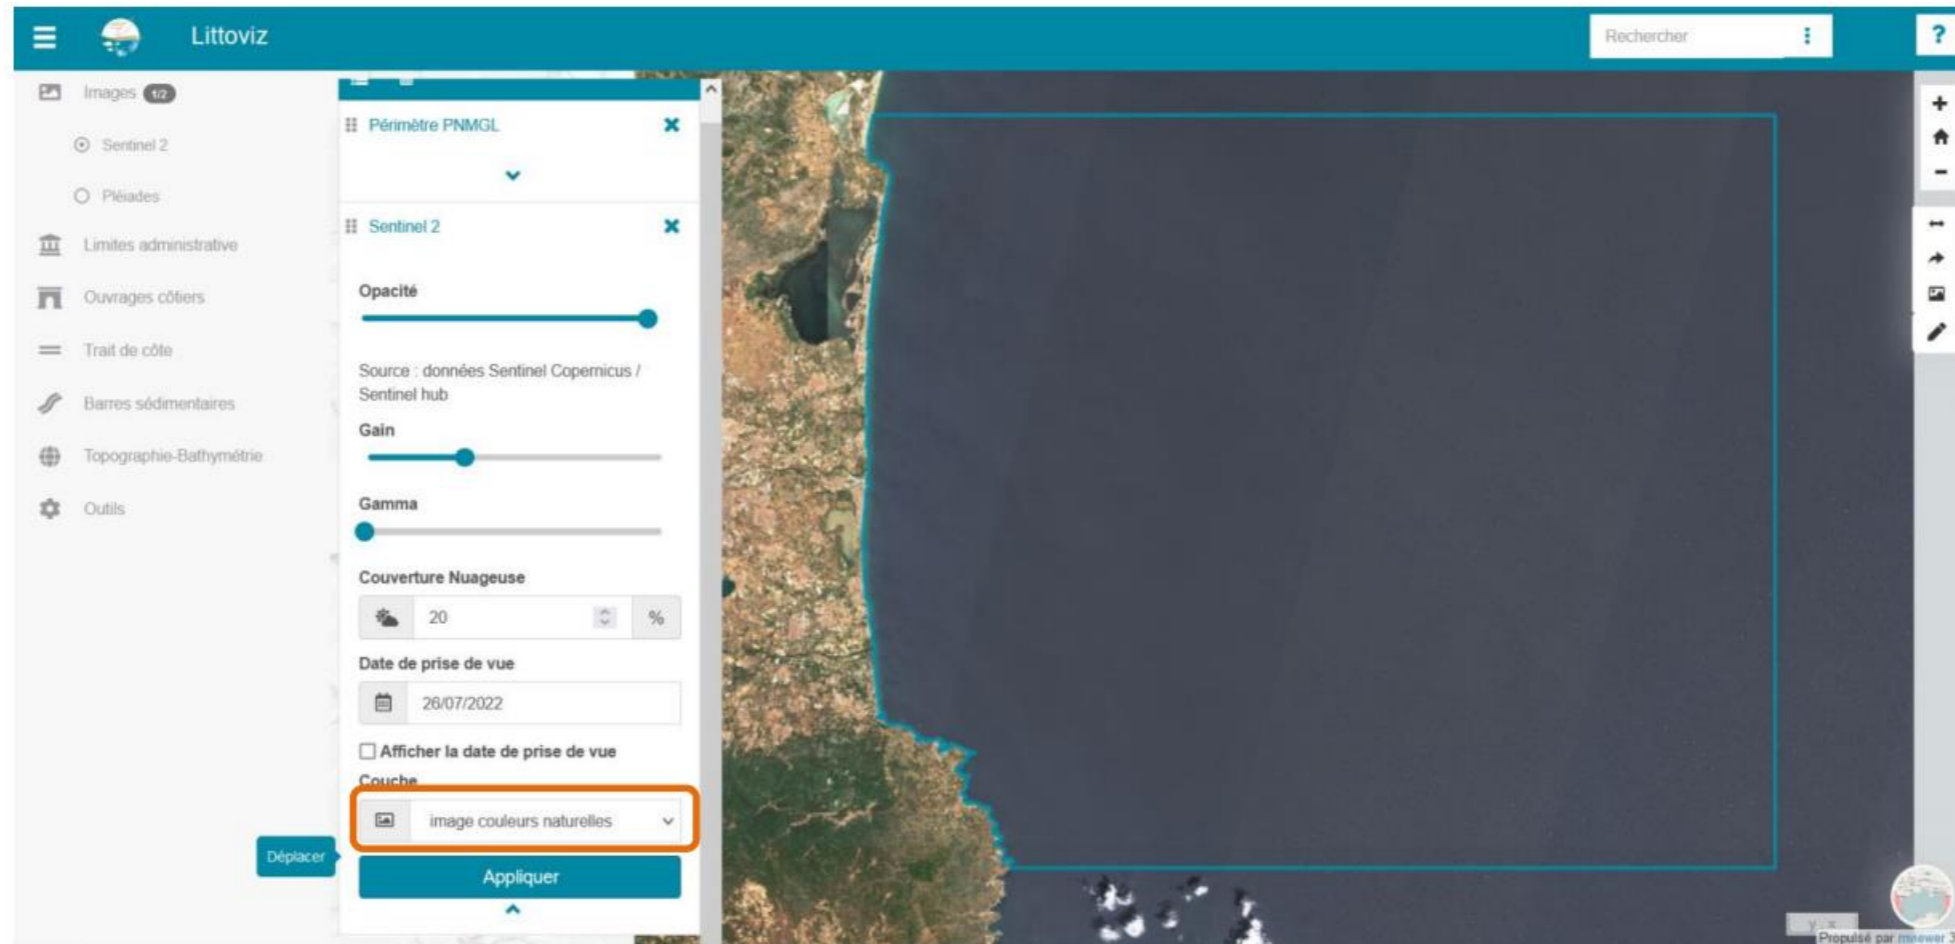 Littoviz
Rechercher
?
Images 1/2
Sentinel 2
Pléiades
Limites administrative
Ouvrages côtiers
Trait de côte
Barres sédimentaires
Topographie-Bathymétrie
Outils
Périmètre PNMGL
Sentinel 2
Opacité
Source : données Sentinel Copernicus /
Sentinel hub
Gain
Gamma
Couverture Nuageuse
20 %
Date de prise de vue
26/07/2022
Afficher la date de prise de vue
Couche
image couleurs naturelles
Déplacer
Appliquer
Propulsé par mviewer 3